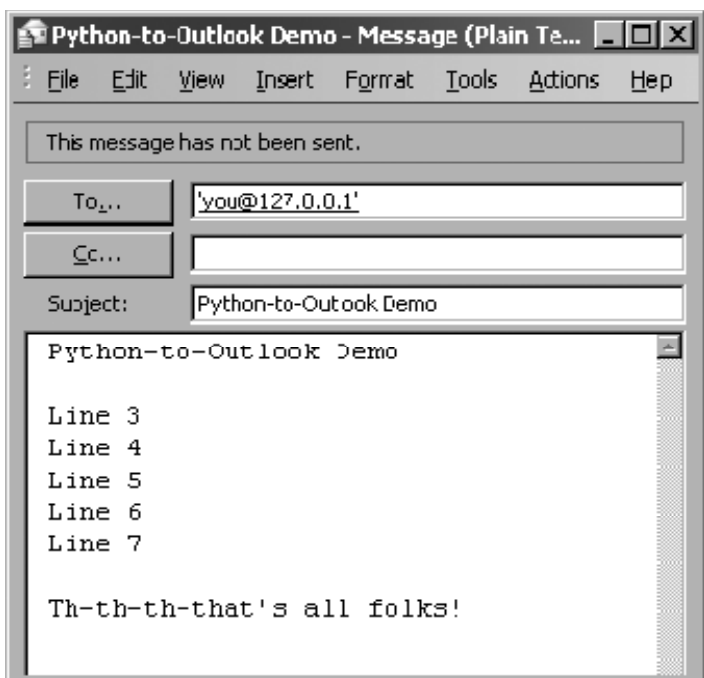 Python-to-Outlook Demo - Message (Plain Te...
File Edit View Insert Format Tools Actions Help
This message has not been sent.
To... 'you@127.0.0.1'
Cc...
Subject: Python-to-Outlook Demo
Python-to-Outlook Demo
Line 3
Line 4
Line 5
Line 6
Line 7
Th-th-th-that's all folks!